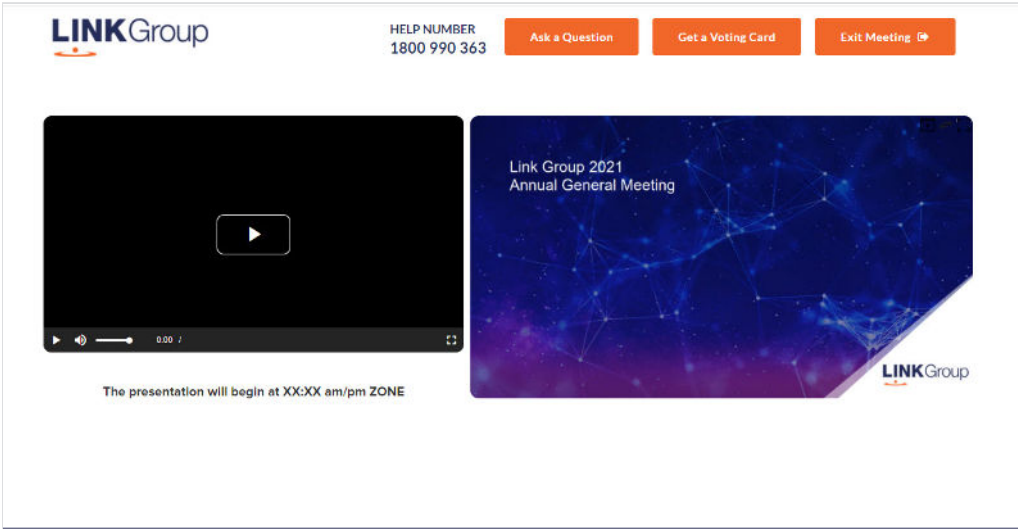 LINKGroup
HELP NUMBER
1800 990 363
Ask a Question
Get a Voting Card
Exit Meeting
Link Group 2021
Annual General Meeting
0:00 /
LINKGroup
The presentation will begin at XX:XX am/pm ZONE